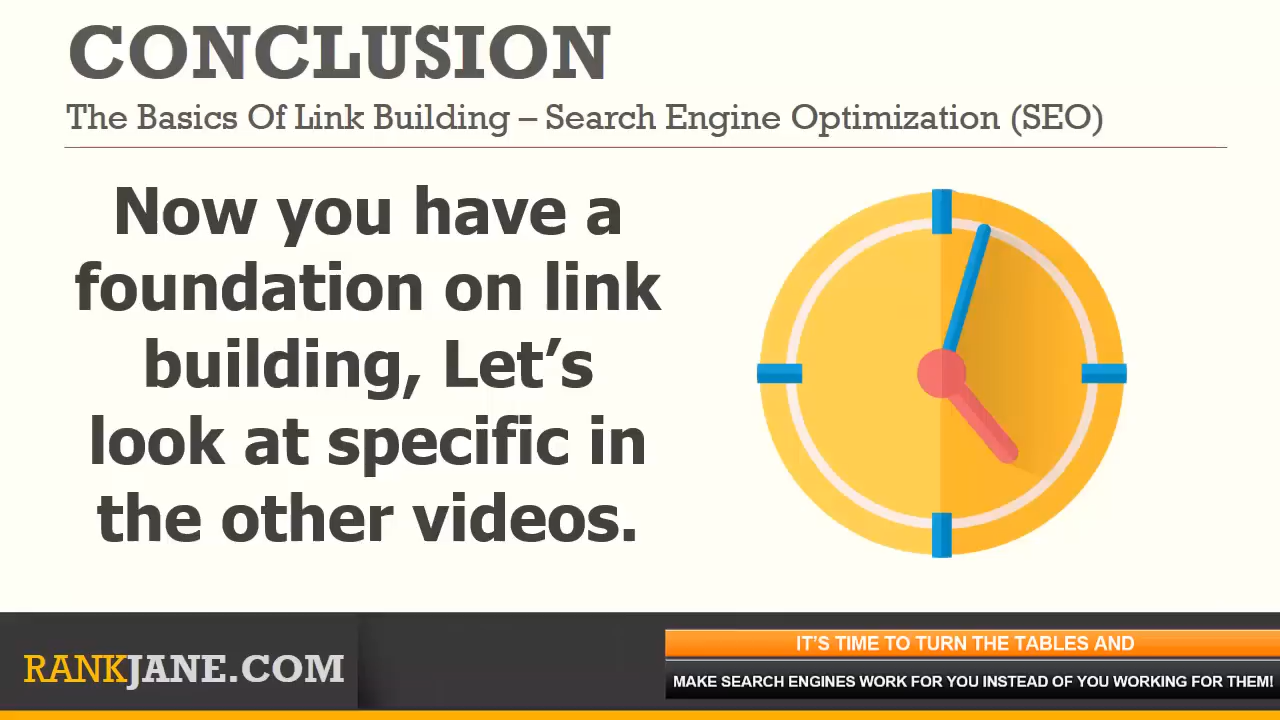 CONCLUSION
The Basics Of Link Building – Search Engine Optimization (SEO)
Now you have a
foundation on link
building, Let’s
look at specific in
the other videos.
RANKJANE.COM
IT’S TIME TO TURN THE TABLES AND
MAKE SEARCH ENGINES WORK FOR YOU INSTEAD OF YOU WORKING FOR THEM!